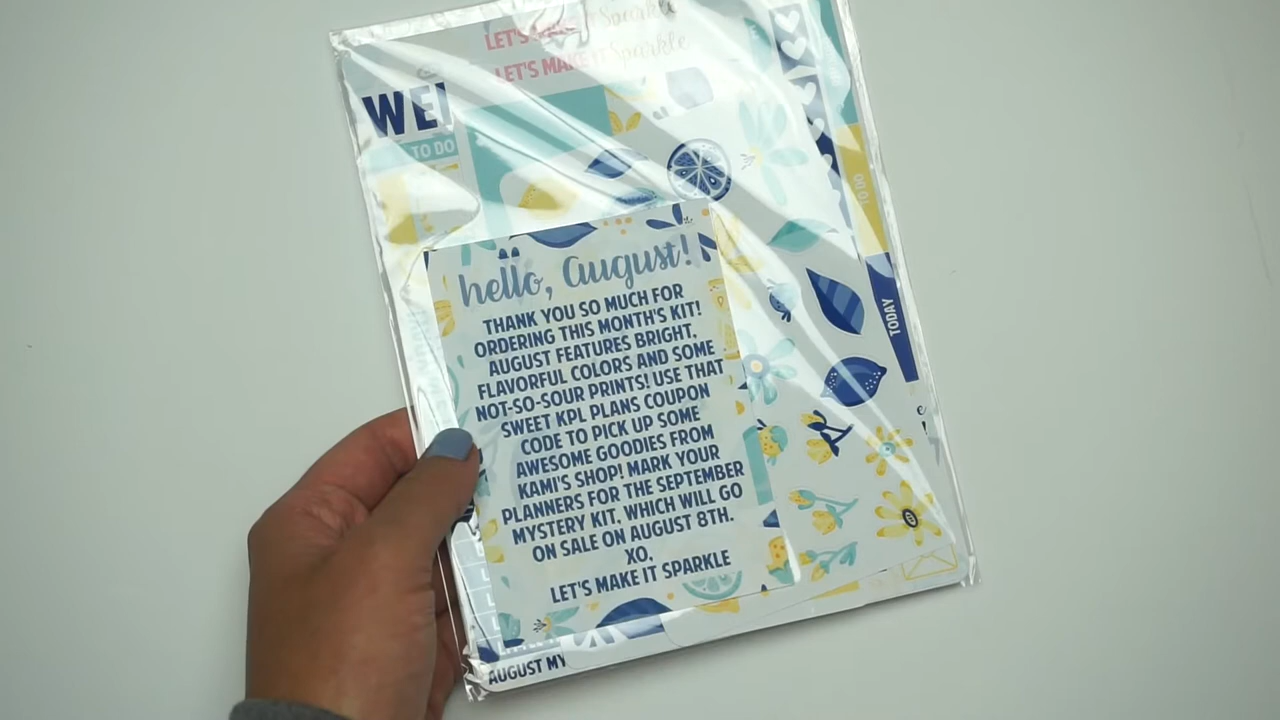 LET'S MAKE IT Sparkle
LET'S MAKE IT Sparkle
TO DO
TO DO
TODAY
hello, August!
THANK YOU SO MUCH FOR
ORDERING THIS MONTH'S KIT!
AUGUST FEATURES BRIGHT,
FLAVORFUL COLORS AND SOME
NOT-SO-SOUR PRINTS! USE THAT
SWEET KPL PLANS COUPON
CODE TO PICK UP SOME
AWESOME GOODIES FROM
KAMI'S SHOP! MARK YOUR
PLANNERS FOR THE SEPTEMBER
MYSTERY KIT, WHICH WILL GO
ON SALE ON AUGUST 8TH.
XO,
LET'S MAKE IT SPARKLE
AUGUST MY